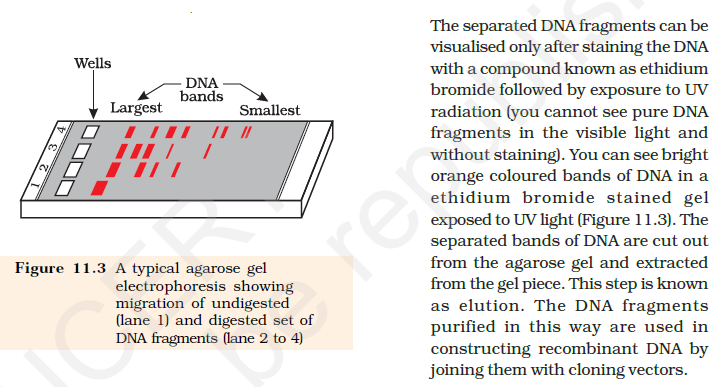 Wells
DNA
bands
Largest
Smallest
4
3
2
1
Figure 11.3 A typical agarose gel
electrophoresis showing
migration of undigested
(lane 1) and digested set of
DNA fragments (lane 2 to 4)
The separated DNA fragments can be
visualised only after staining the DNA
with a compound known as ethidium
bromide followed by exposure to UV
radiation (you cannot see pure DNA
fragments in the visible light and
without staining). You can see bright
orange coloured bands of DNA in a
ethidium bromide stained gel
exposed to UV light (Figure 11.3). The
separated bands of DNA are cut out
from the agarose gel and extracted
from the gel piece. This step is known
as elution. The DNA fragments
purified in this way are used in
constructing recombinant DNA by
joining them with cloning vectors.